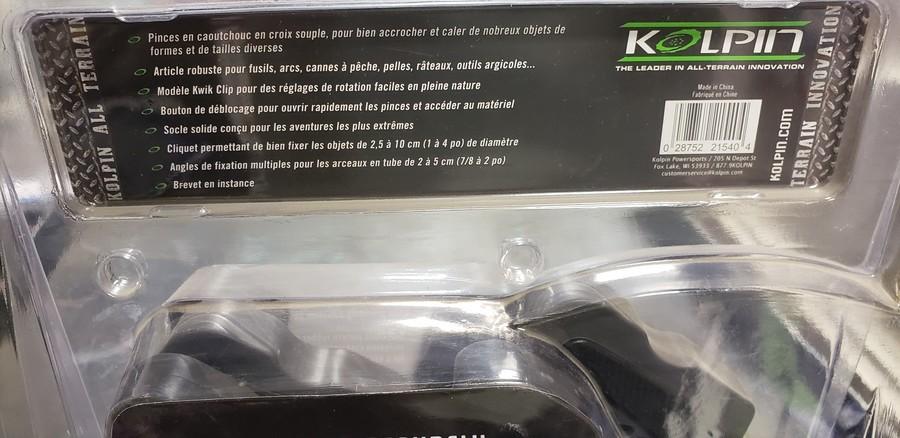 Pinces en caoutchouc en croix souple, pour bien accrocher et caler de nobreux objets de
formes et de tailles diverses
Article robuste pour fusils, arcs, cannes à pêche, pelles, râteaux, outils argicoles...
Modèle Kwik Clip pour des réglages de rotation faciles en pleine nature
Bouton de déblocage pour ouvrir rapidement les pinces et accéder au matériel
Socle solide conçu pour les aventures les plus extrêmes
Cliquet permettant de bien fixer les objets de 2,5 à 10 cm (1 à 4 po) de diamètre
Angles de fixation multiples pour les arceaux en tube de 2 à 5 cm (7/8 à 2 po)
Brevet en instance
KOLPIN ALL TERRAIN
KOLPIN
THE LEADER IN ALL-TERRAIN INNOVATION
Made in China
Fabriqué en Chine
0 28752 21540 4
Kolpin Powersports / 205 N Depot St
Fox Lake, WI 53933 / 877.9KOLPIN
customerservice@kolpin.com
KOLPIN.com
TERRAIN INNOVATION